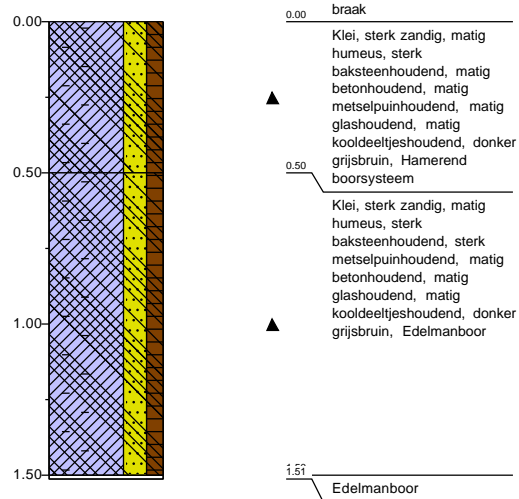 0.00
0.50
1.00
1.50
0.00
braak
Klei, sterk zandig, matig
humeus, sterk
baksteenhoudend, matig
betonhoudend, matig
metselpuinhoudend, matig
glashoudend, matig
kooldeeltjeshoudend, donker
grijsbruin, Hamerend
boorsysteem
0.50
Klei, sterk zandig, matig
humeus, sterk
baksteenhoudend, sterk
metselpuinhoudend, matig
betonhoudend, matig
glashoudend, matig
kooldeeltjeshoudend, donker
grijsbruin, Edelmanboor
1.51
Edelmanboor